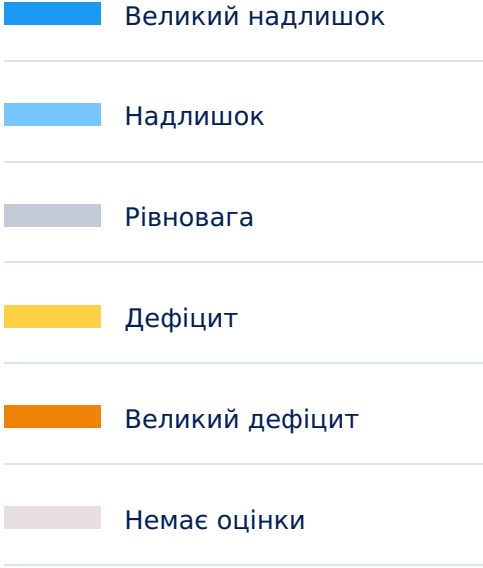 Великий надлишок
Надлишок
Рівновага
Дефіцит
Великий дефіцит
Немає оцінки